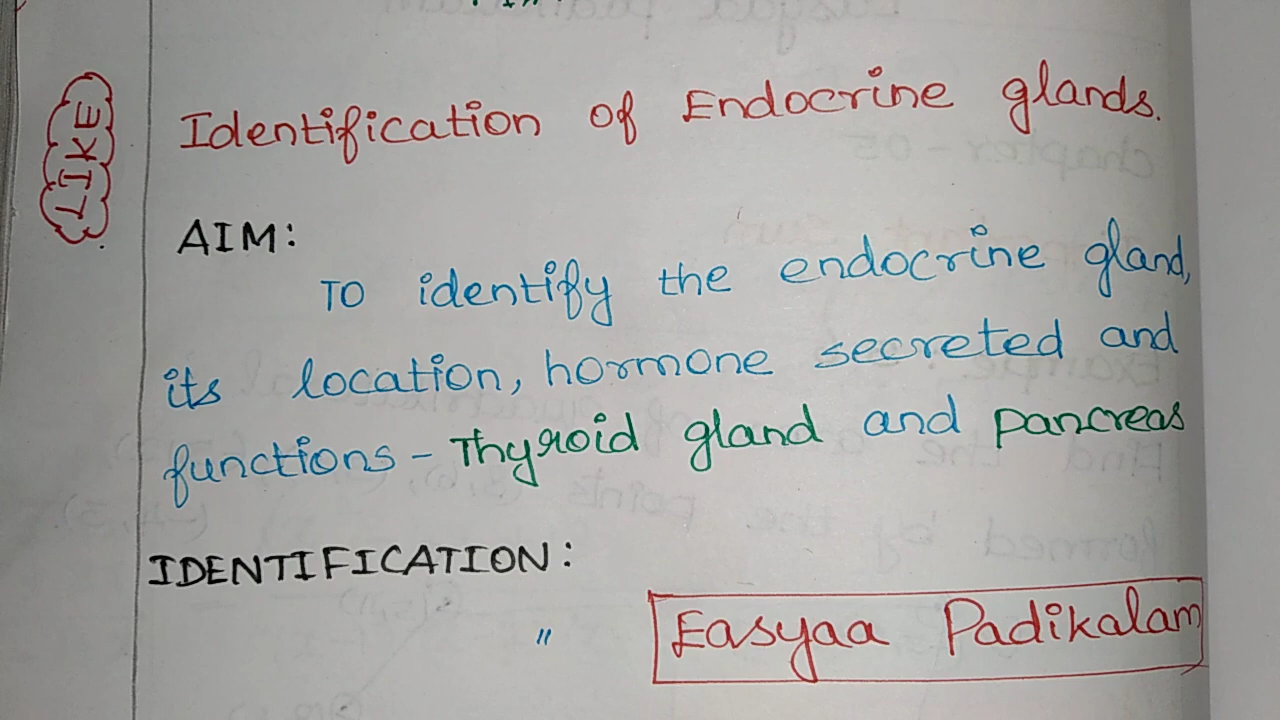 LIKE
Identification of Endocrine glands.
AIM:
TO identify the endocrine gland,
its location, hormone secreted and
functions - Thyroid gland and pancreas
IDENTIFICATION:
"
Easyaa Padikalam